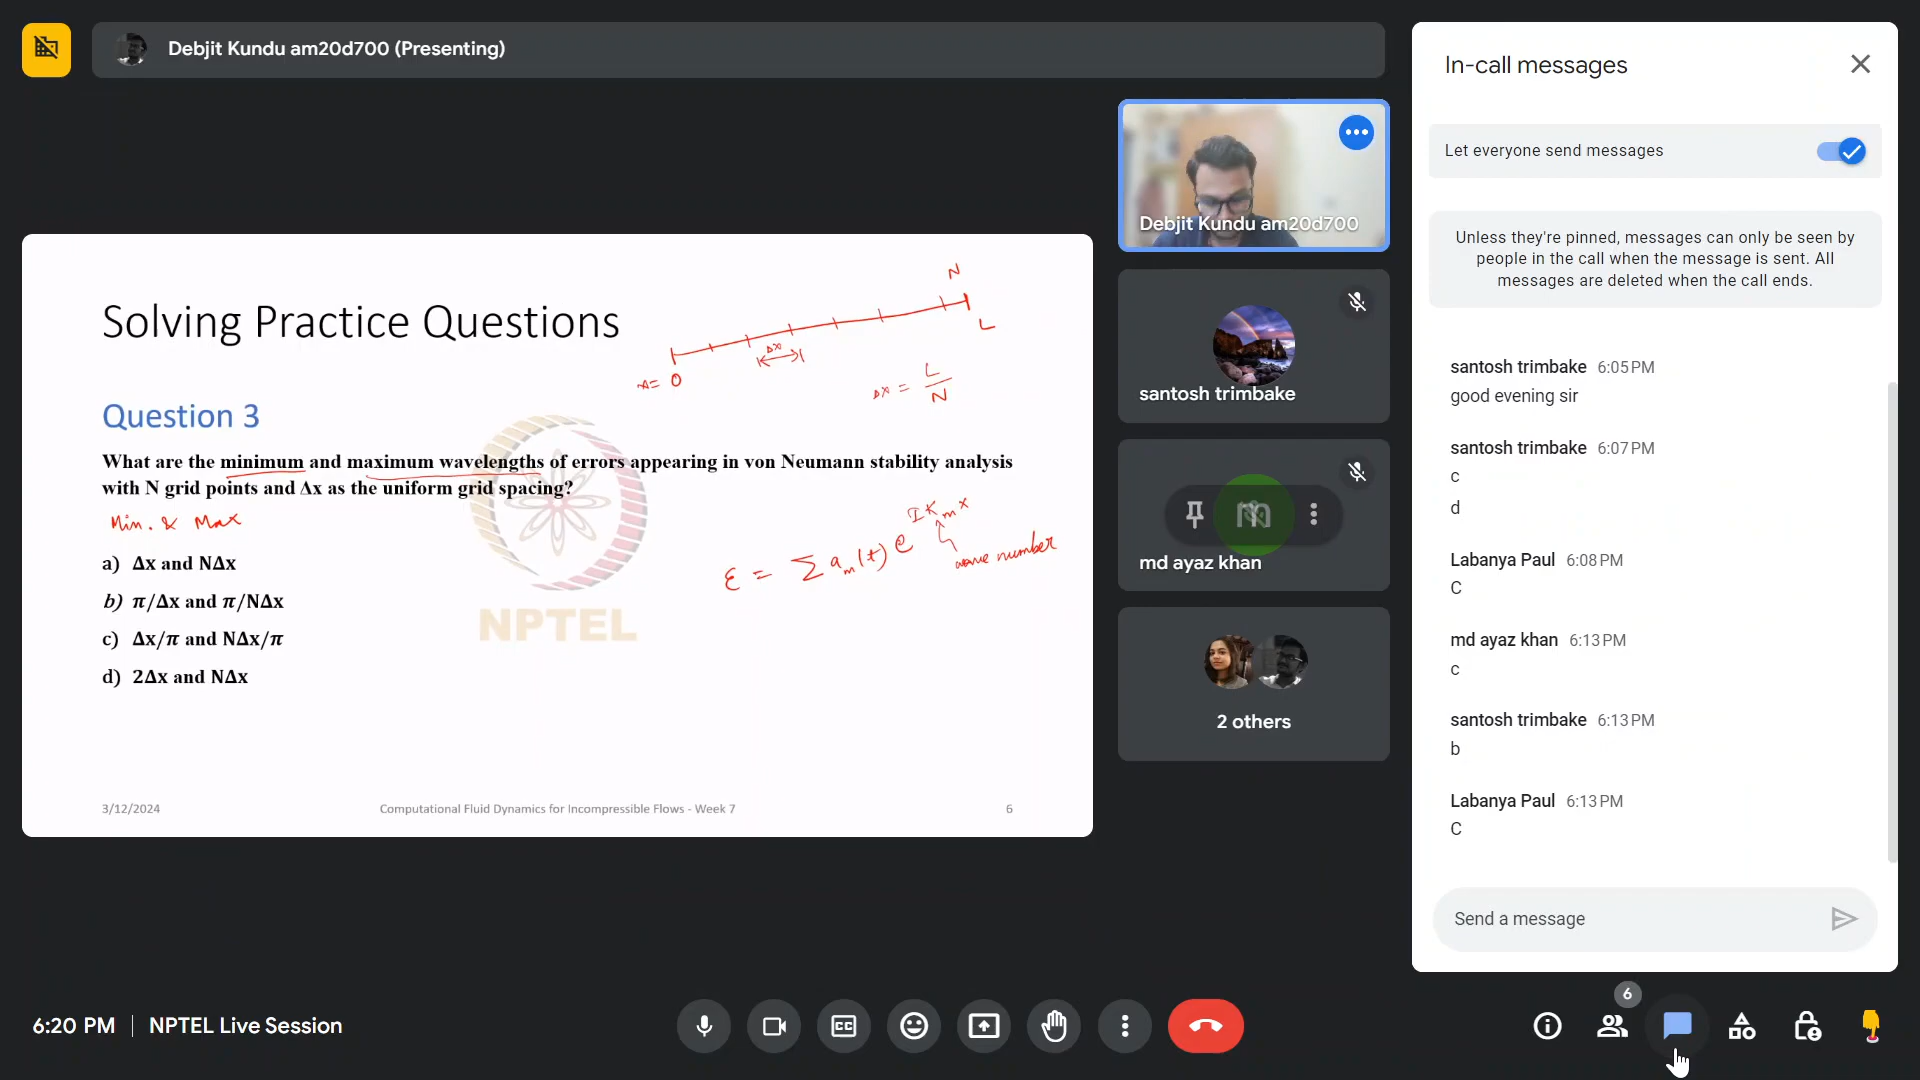 Debjit Kundu am20d700 (Presenting)
Solving Practice Questions
N
L
Δx
x= 0
Δx = L/N
Question 3
What are the minimum and maximum wavelengths of errors appearing in von Neumann stability analysis
with N grid points and Δx as the uniform grid spacing?
Min. & Max
ε = Σ aₘ(t) e^{I Kₘ x}
wave number
a) Δx and NΔx
b) π/Δx and π/NΔx
c) Δx/π and NΔx/π
d) 2Δx and NΔx
NPTEL
3/12/2024
Computational Fluid Dynamics for Incompressible Flows - Week 7
6
Debjit Kundu am20d700
santosh trimbake
m
md ayaz khan
2 others
In-call messages
Let everyone send messages
Unless they're pinned, messages can only be seen by
people in the call when the message is sent. All
messages are deleted when the call ends.
santosh trimbake 6:05 PM
good evening sir
santosh trimbake 6:07 PM
c
d
Labanya Paul 6:08 PM
C
md ayaz khan 6:13 PM
c
santosh trimbake 6:13 PM
b
Labanya Paul 6:13 PM
C
Send a message
6:20 PM | NPTEL Live Session
CC
6